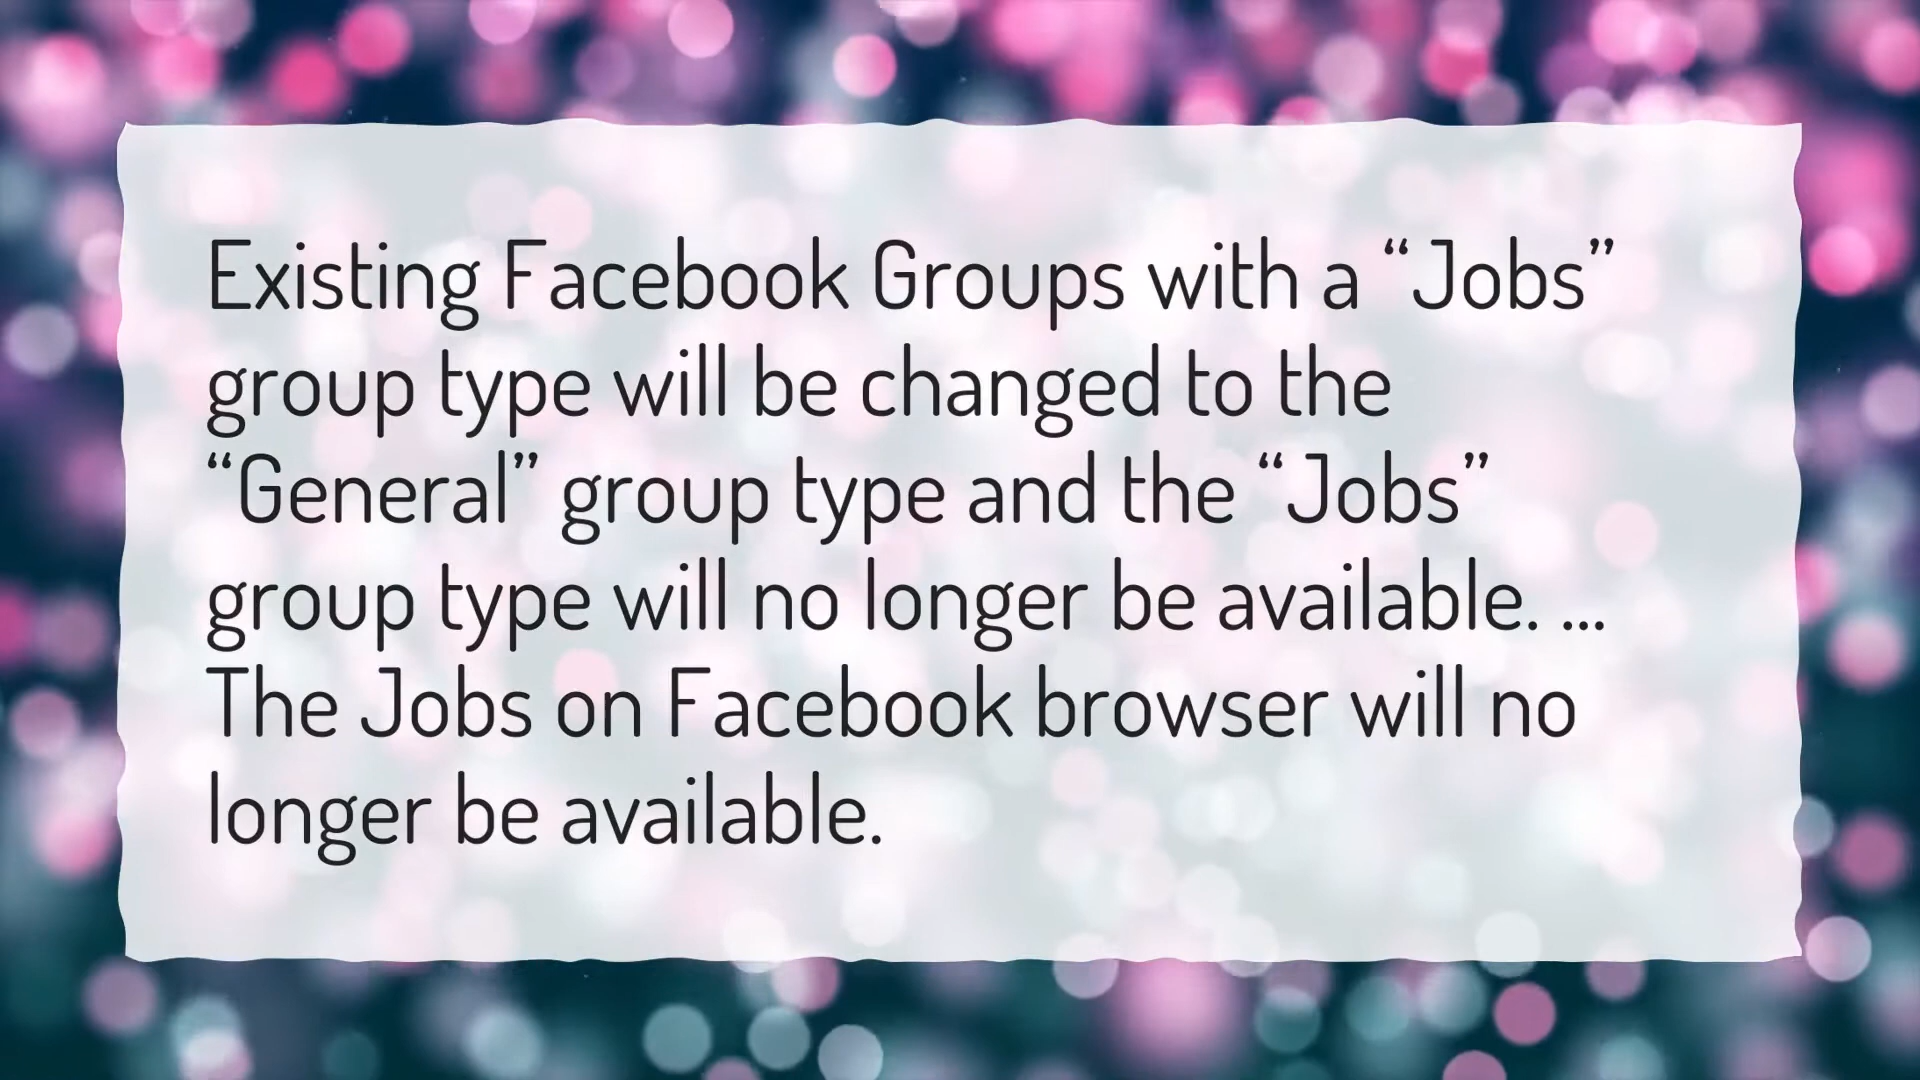 Existing Facebook Groups with a “Jobs”
group type will be changed to the
“General” group type and the “Jobs”
group type will no longer be available. ...
The Jobs on Facebook browser will no
longer be available.